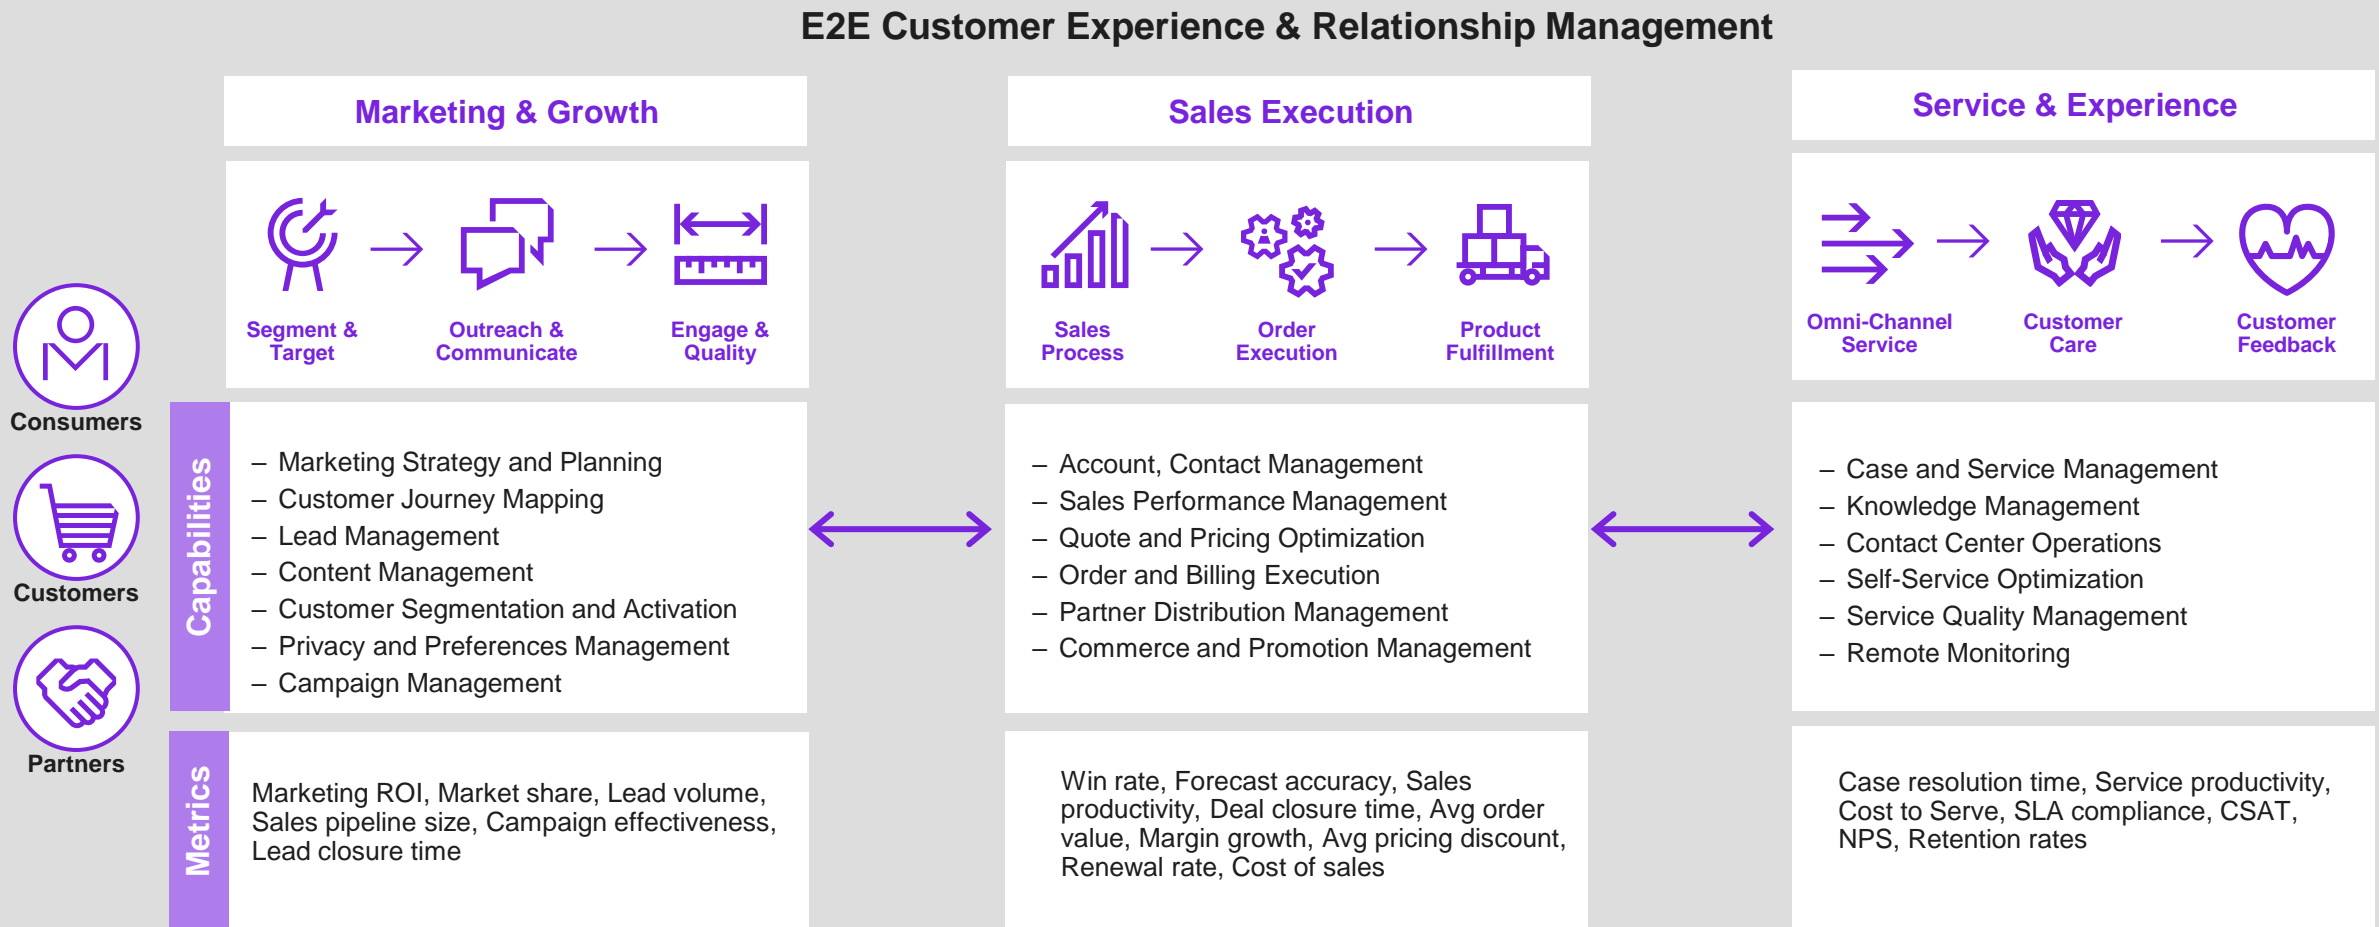 E2E Customer Experience & Relationship Management
Marketing & Growth
Segment &
Target
Outreach &
Communicate
Engage &
Quality
Sales Execution
Sales
Process
Order
Execution
Product
Fulfillment
Service & Experience
Omni-Channel
Service
Customer
Care
Customer
Feedback
Consumers
Customers
Partners
Capabilities
– Marketing Strategy and Planning
– Customer Journey Mapping
– Lead Management
– Content Management
– Customer Segmentation and Activation
– Privacy and Preferences Management
– Campaign Management
– Account, Contact Management
– Sales Performance Management
– Quote and Pricing Optimization
– Order and Billing Execution
– Partner Distribution Management
– Commerce and Promotion Management
– Case and Service Management
– Knowledge Management
– Contact Center Operations
– Self-Service Optimization
– Service Quality Management
– Remote Monitoring
Metrics
Marketing ROI, Market share, Lead volume,
Sales pipeline size, Campaign effectiveness,
Lead closure time
Win rate, Forecast accuracy, Sales
productivity, Deal closure time, Avg order
value, Margin growth, Avg pricing discount,
Renewal rate, Cost of sales
Case resolution time, Service productivity,
Cost to Serve, SLA compliance, CSAT,
NPS, Retention rates